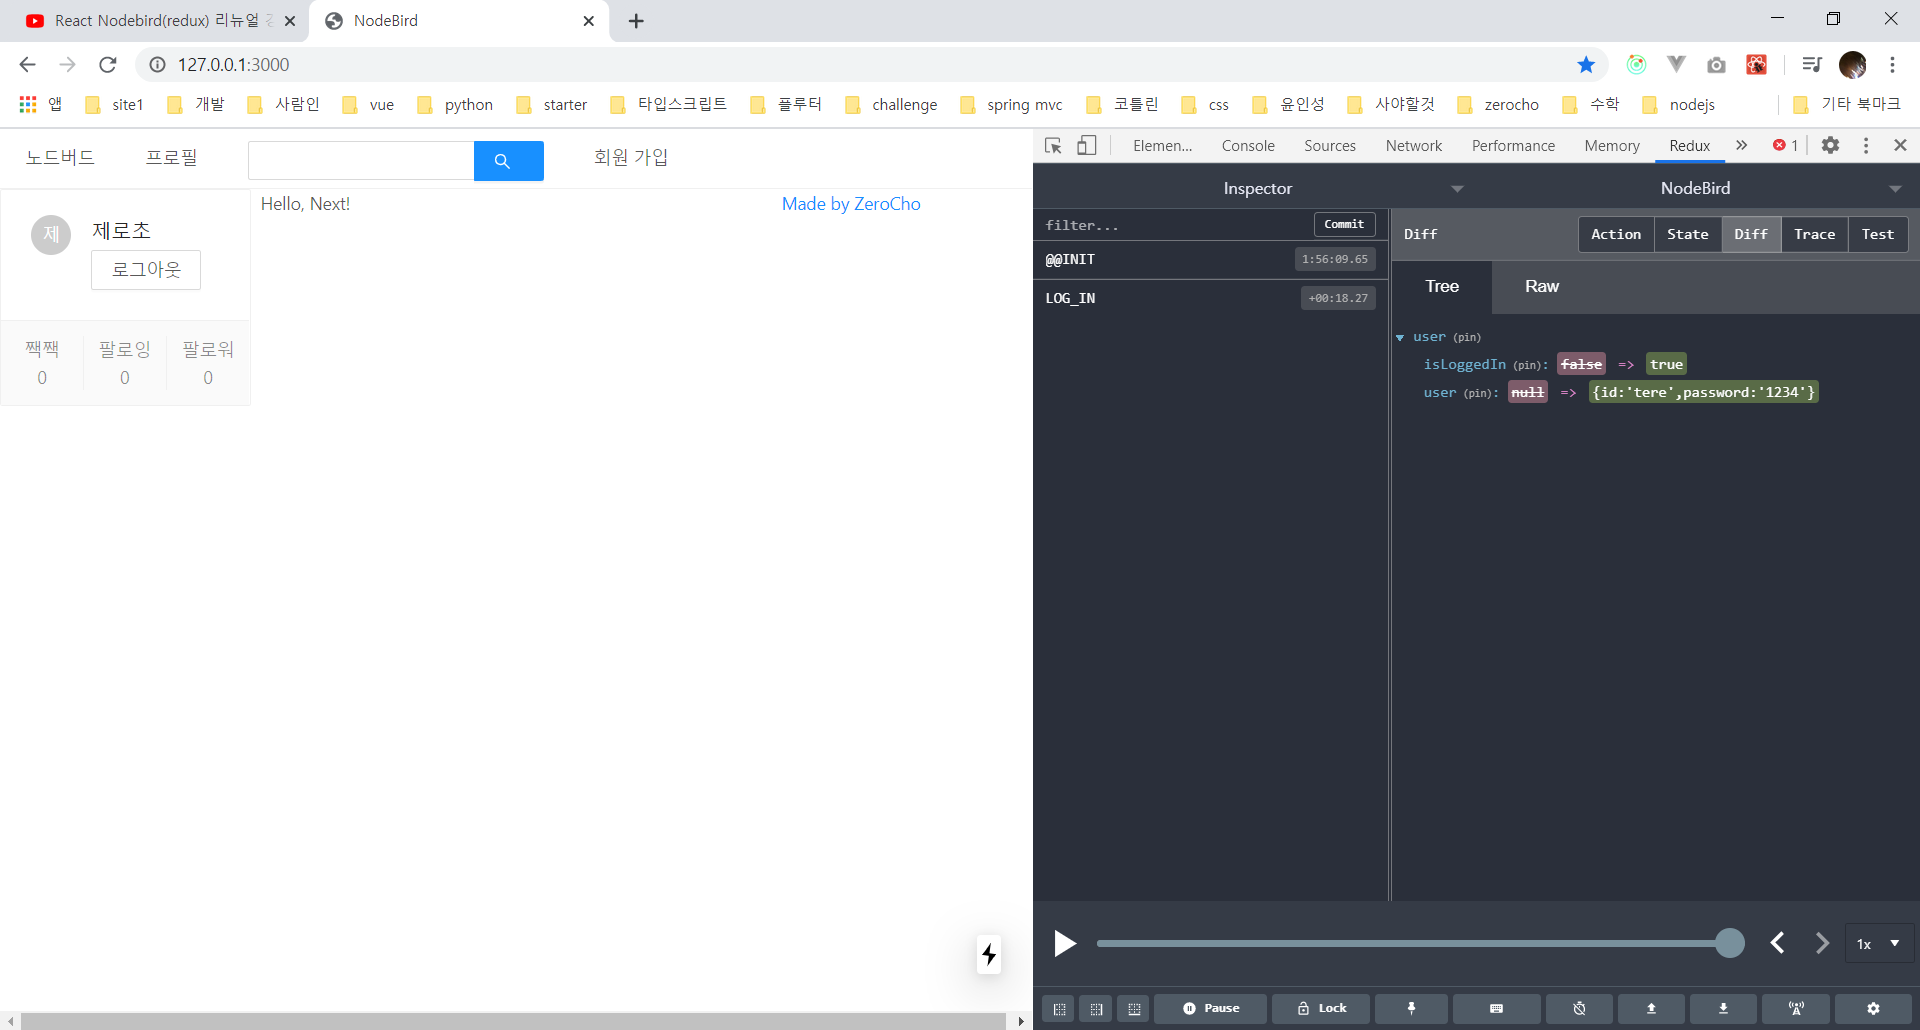 React Nodebird(redux) 리뉴얼
NodeBird
127.0.0.1:3000
앱 site1 개발 사람인 vue python starter 타입스크립트 플루터 challenge spring mvc 코틀린 css 윤인성 사야할것 zerocho 수학 nodejs 기타 북마크
노드버드 프로필 회원 가입
Elemen... Console Sources Network Performance Memory Redux 1
Inspector NodeBird
Hello, Next! Made by ZeroCho
제 제로초
로그아웃
짹짹 팔로잉 팔로워
0 0 0
filter... Commit
@@INIT 1:56:09.65
LOG_IN +00:18.27
Diff Action State Diff Trace Test
Tree Raw
user (pin)
isLoggedIn (pin): false => true
user (pin): null => {id:'tere',password:'1234'}
1x
Pause Lock